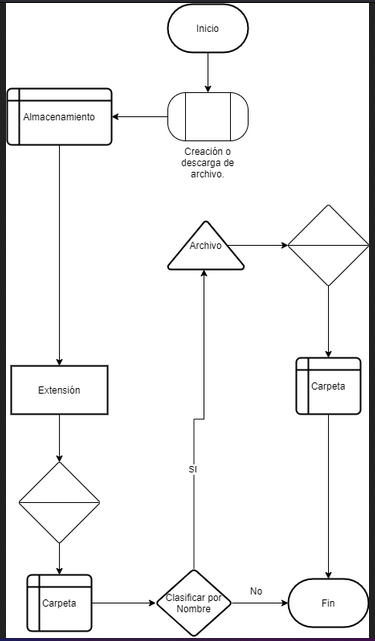 Inicio
Almacenamiento
Creación o
descarga de
archivo.
Archivo
Extensión
Carpeta
SI
Carpeta
Clasificar por
Nombre
No
Fin